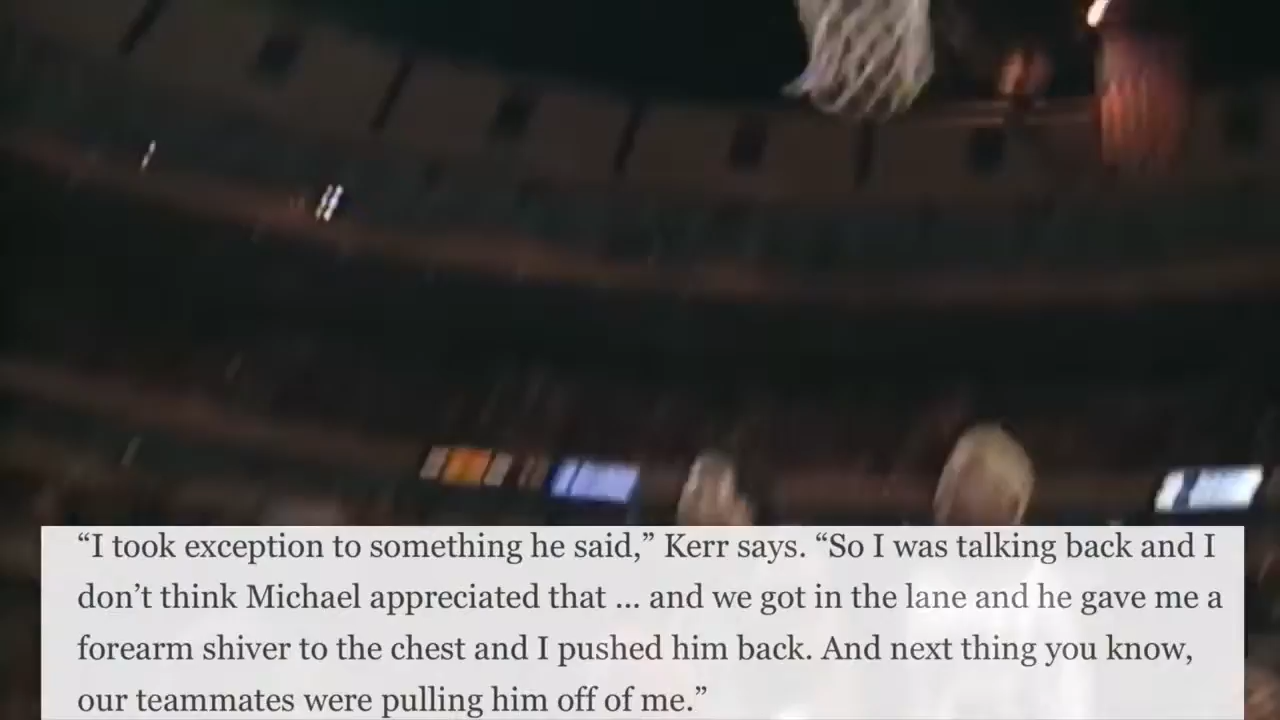 “I took exception to something he said,” Kerr says. “So I was talking back and I
don’t think Michael appreciated that ... and we got in the lane and he gave me a
forearm shiver to the chest and I pushed him back. And next thing you know,
our teammates were pulling him off of me.”